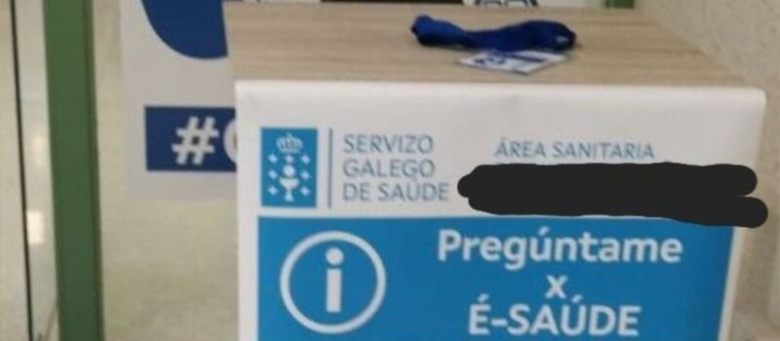 #
SERVIZO
GALEGO
DE SAÚDE
ÁREA SANITARIA
i
Pregúntame
x
É-SAÚDE